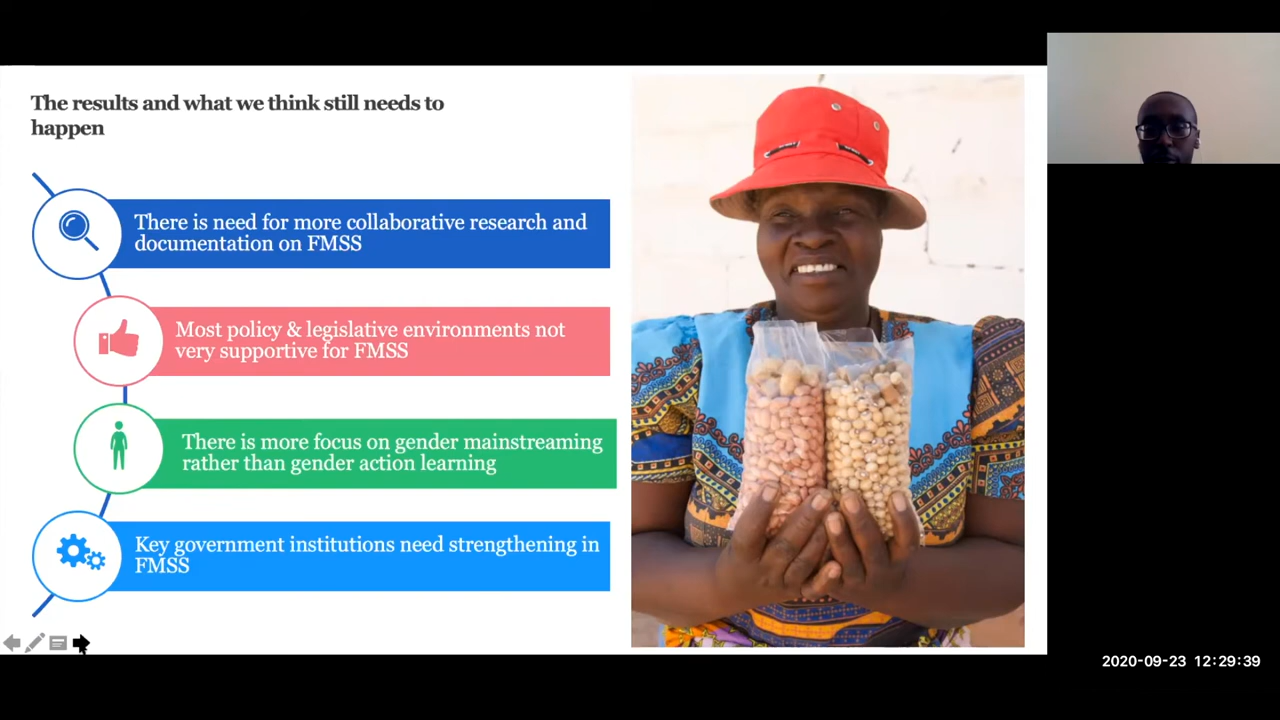 The results and what we think still needs to
happen
There is need for more collaborative research and
documentation on FMSS
Most policy & legislative environments not
very supportive for FMSS
There is more focus on gender mainstreaming
rather than gender action learning
Key government institutions need strengthening in
FMSS
2020-09-23 12:29:39